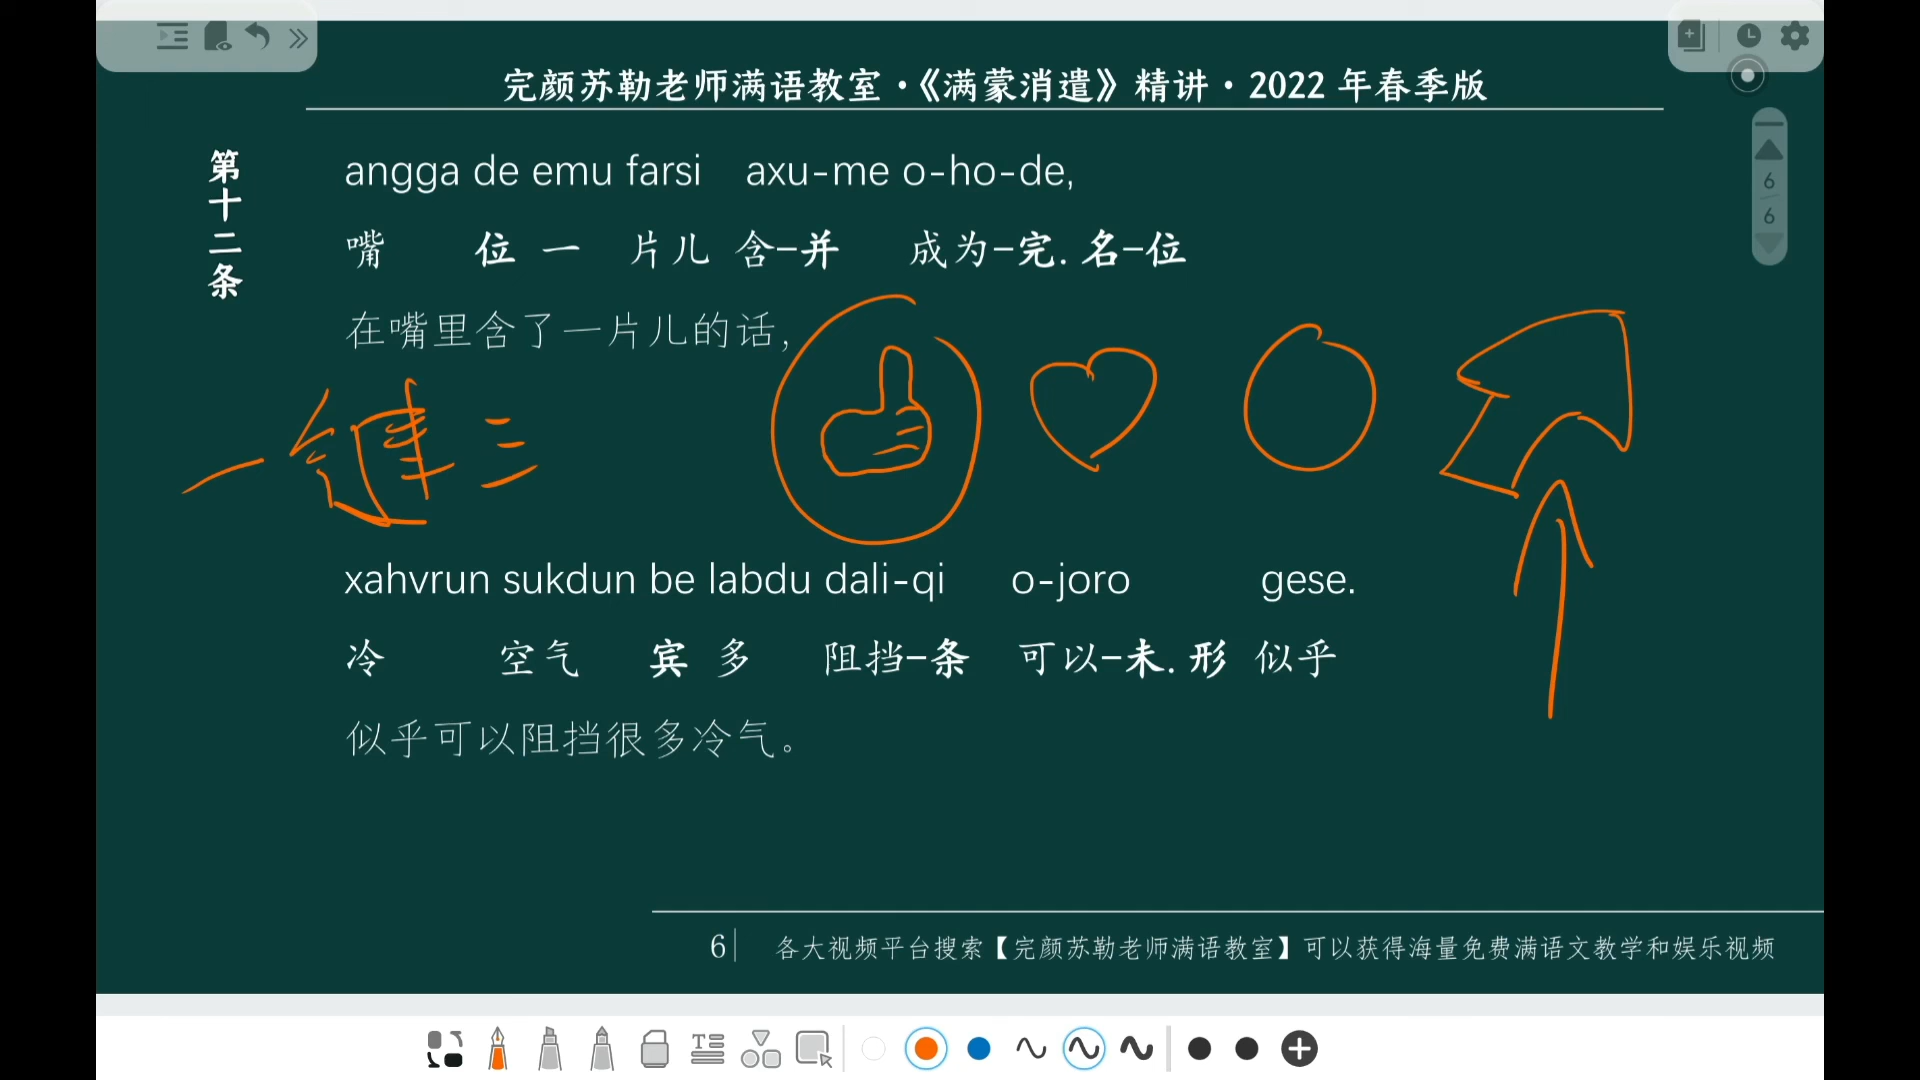 完颜苏勒老师满语教室·《满蒙消遣》精讲·2022 年春季版
第十二条
angga de emu farsi axu-me o-ho-de,
嘴 位 一 片儿 含-并 成为-完. 名-位
在嘴里含了一片儿的话,
一键三
xahvrun sukdun be labdu dali-qi o-joro gese.
冷 空气 宾 多 阻挡-条 可以-未. 形 似乎
似乎可以阻挡很多冷气。
6
6
6 各大视频平台搜索【完颜苏勒老师满语教室】可以获得海量免费满语文教学和娱乐视频